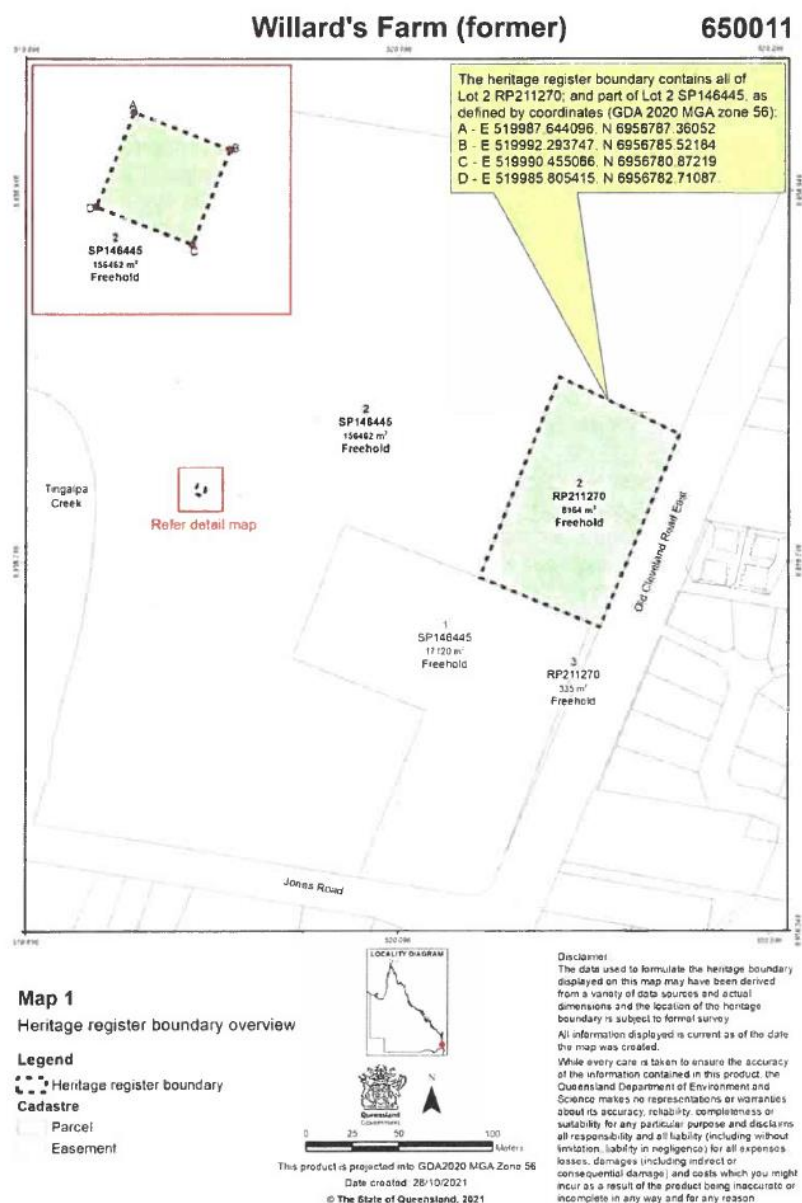 Willard's Farm (former)
650011
The heritage register boundary contains all of
Lot 2 RP211270; and part of Lot 2 SP146445, as
defined by coordinates (GDA 2020 MGA zone 56):
A - E 519987.644096, N 6956787.36052
B - E 519992.293747, N 6956785.52184
C - E 519990.455066, N 6956780.87219
D - E 519985.805415, N 6956782.71087.
A
B
D
C
2
SP146445
156462 m²
Freehold
2
SP146445
156462 m²
Freehold
Tingalpa
Creek
Refer detail map
2
RP211270
8164 m²
Freehold
Old Cleveland Road East
1
SP146445
17120 m²
Freehold
3
RP211270
335 m²
Freehold
Jones Road
Map 1
Heritage register boundary overview
Legend
Heritage register boundary
Cadastre
Parcel
Easement
LOCALITY DIAGRAM
Queensland
Government
N
0 25 50 100
Meters
This product is projected into GDA2020 MGA Zone 56
Date created: 28/10/2021
© The State of Queensland, 2021
Disclaimer
The data used to formulate the heritage boundary
displayed on this map may have been derived
from a variety of data sources and actual
dimensions and the location of the heritage
boundary is subject to formal survey
All information displayed is current as of the date
the map was created.
While every care is taken to ensure the accuracy
of the information contained in this product, the
Queensland Department of Environment and
Science makes no representations or warranties
about its accuracy, reliability, completeness or
suitability for any particular purpose and disclaims
all responsibility and all liability (including without
limitation, liability in negligence) for all expenses
losses, damages (including indirect or
consequential damage) and costs which you might
incur as a result of the product being inaccurate or
incomplete in any way and for any reason